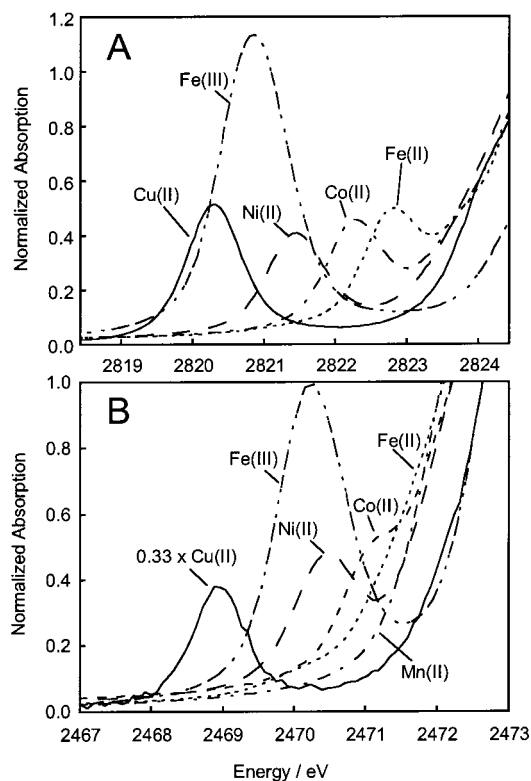 A
Normalized Absorption
1.2
1.0
0.8
0.6
0.4
0.2
0.0
Fe(III)
Cu(II)
Ni(II)
Co(II)
Fe(II)
2819 2820 2821 2822 2823 2824
B
Normalized Absorption
1.0
0.8
0.6
0.4
0.2
0.0
Fe(III)
Fe(II)
Co(II)
Ni(II)
0.33 x Cu(II)
Mn(II)
2467 2468 2469 2470 2471 2472 2473
Energy / eV